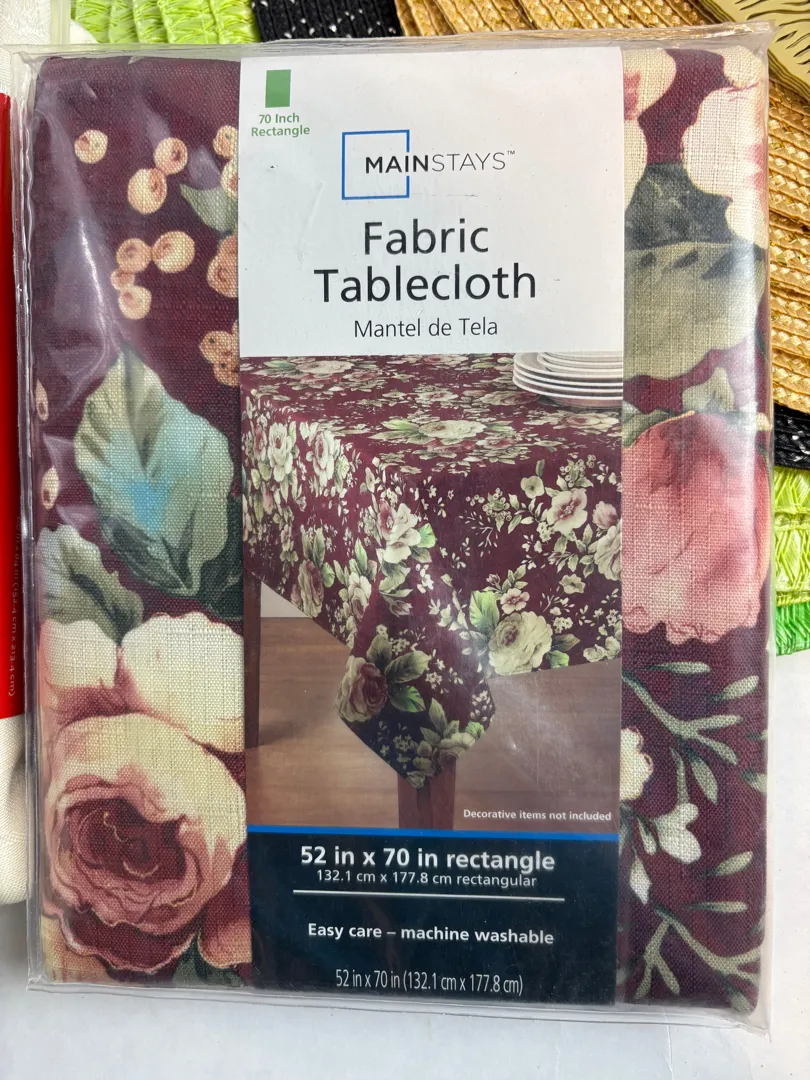 70 Inch
Rectangle
MAINSTAYS™
Fabric
Tablecloth
Mantel de Tela
Decorative items not included
52 in x 70 in rectangle
132.1 cm x 177.8 cm rectangular
Easy care – machine washable
52 in x 70 in (132.1 cm x 177.8 cm)